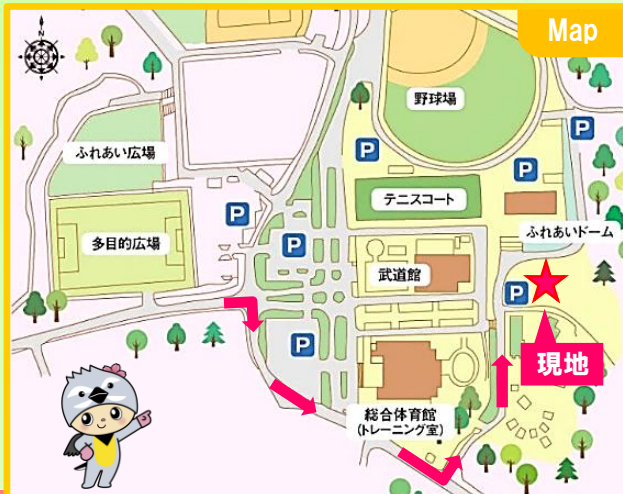 Map
N
野球場
P
P
ふれあい広場
P
テニスコート
P
多目的広場
P
ふれあいドーム
武道館
P
P
現地
総合体育館
(トレーニング室)